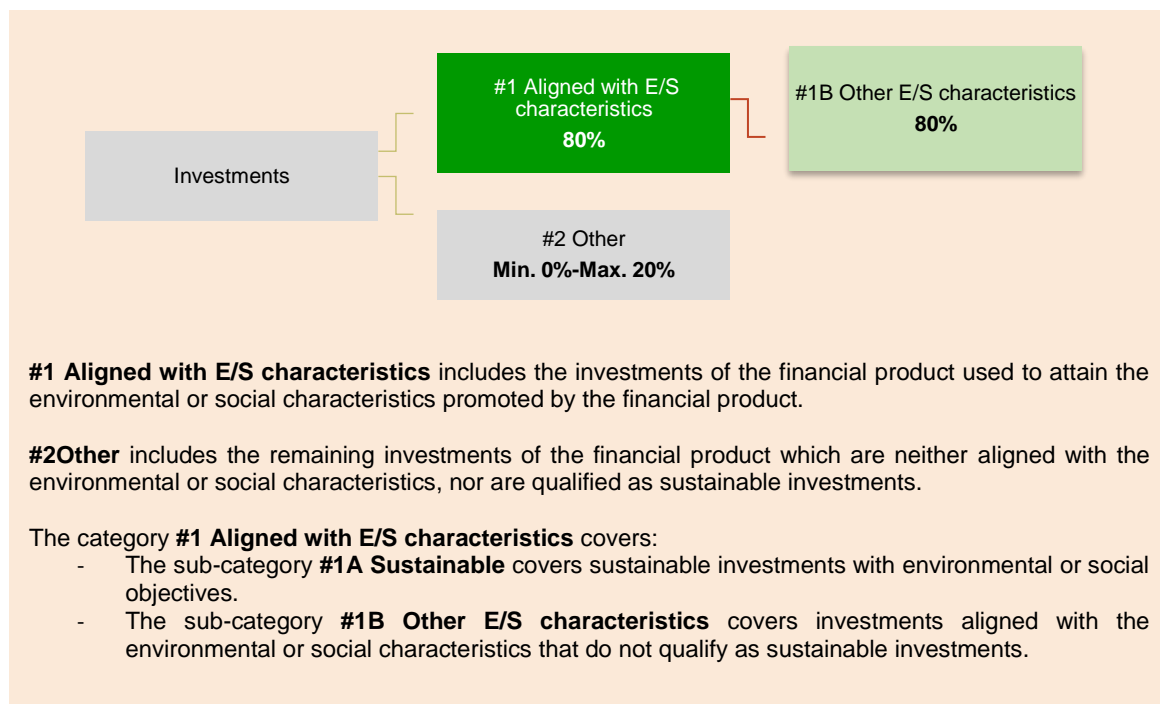 #1 Aligned with E/S
characteristics
80%
#1B Other E/S characteristics
80%
Investments
#2 Other
Min. 0%-Max. 20%
#1 Aligned with E/S characteristics includes the investments of the financial product used to attain the
environmental or social characteristics promoted by the financial product.
#2Other includes the remaining investments of the financial product which are neither aligned with the
environmental or social characteristics, nor are qualified as sustainable investments.
The category #1 Aligned with E/S characteristics covers:
- The sub-category #1A Sustainable covers sustainable investments with environmental or social
objectives.
- The sub-category #1B Other E/S characteristics covers investments aligned with the
environmental or social characteristics that do not qualify as sustainable investments.